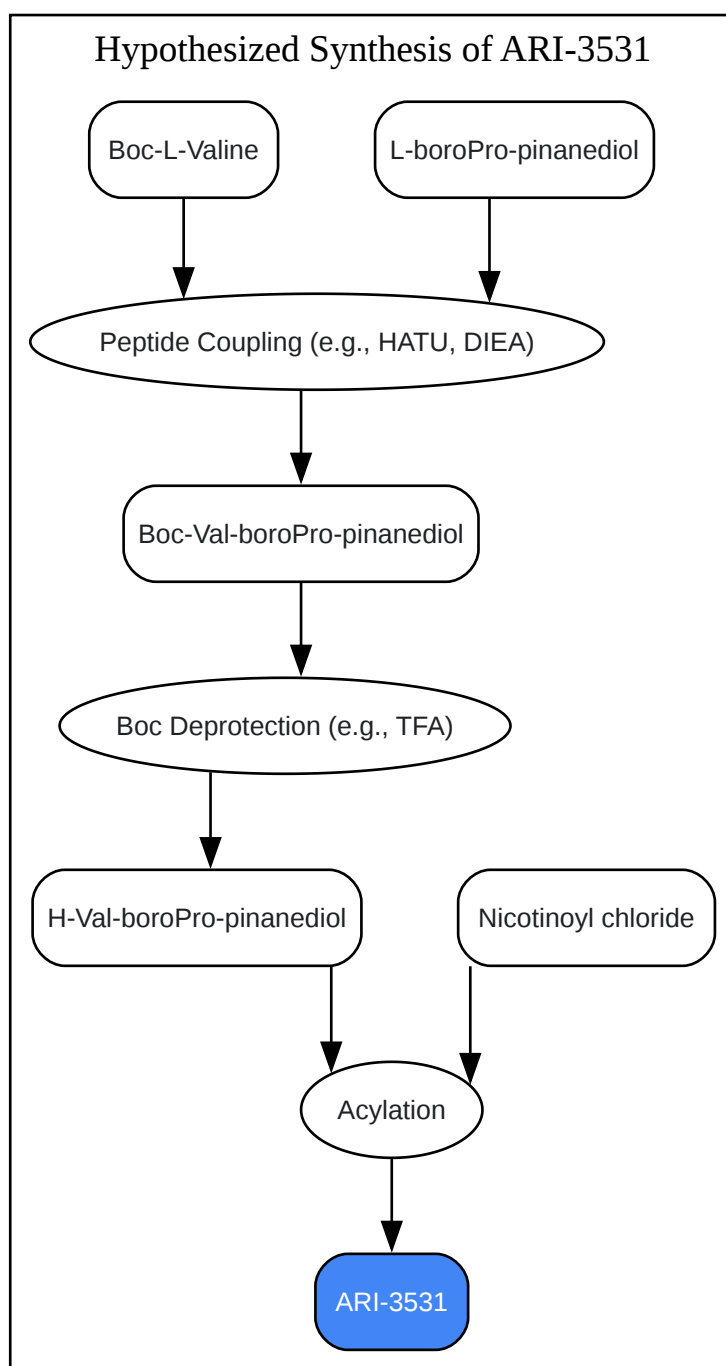 Hypothesized Synthesis of ARI-3531
Boc-L-Valine
L-boroPro-pinanediol
Peptide Coupling (e.g., HATU, DIEA)
Boc-Val-boroPro-pinanediol
Boc Deprotection (e.g., TFA)
H-Val-boroPro-pinanediol
Nicotinoyl chloride
Acylation
ARI-3531